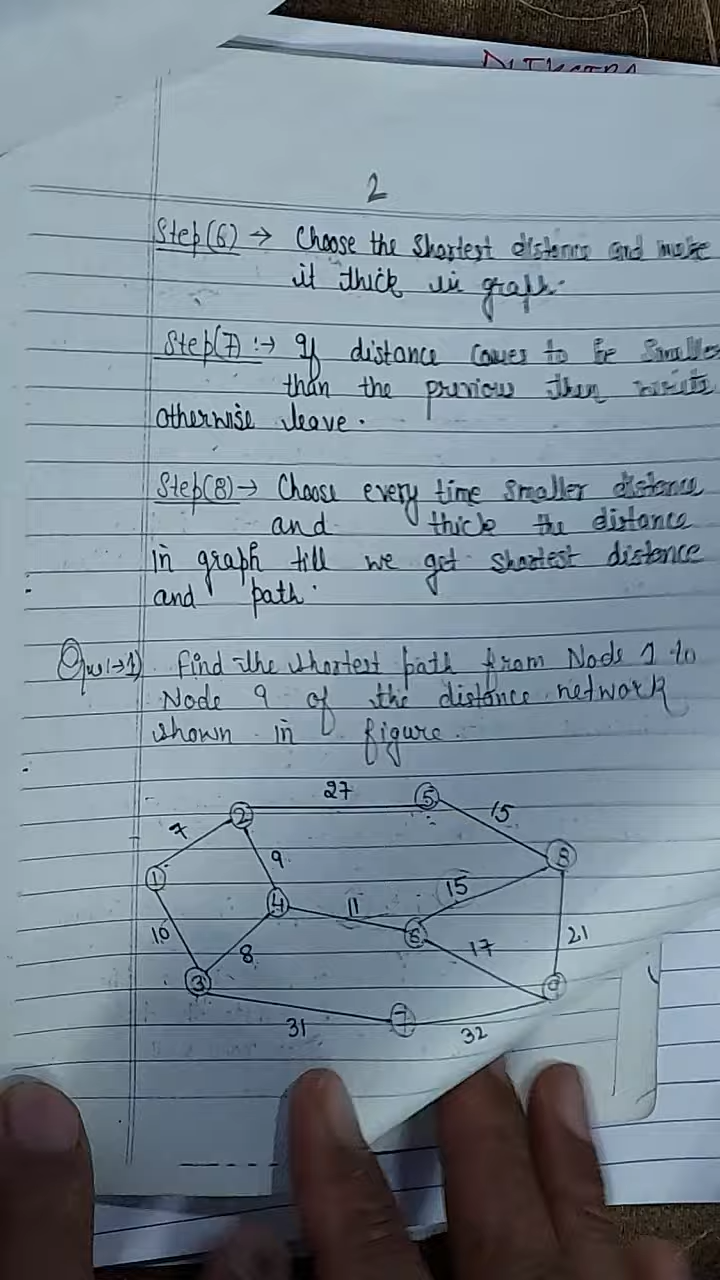 DIJKSTRA
2
Step(6) → Choose the shortest distance and make
it thick in graph.
Step(7) :→ If distance comes to be smaller
than the previous then write
otherwise leave.
Step(8) → Choose every time smaller distance
and thick the distance
in graph till we get shortest distance
and path.
Ques:→1) Find the shortest path from Node 1 to
Node 9 of the distance network
shown in figure.
27
2 5
7 15
9
1 8
15
4 11
6
10 8 17 21
3 9
7
31 32